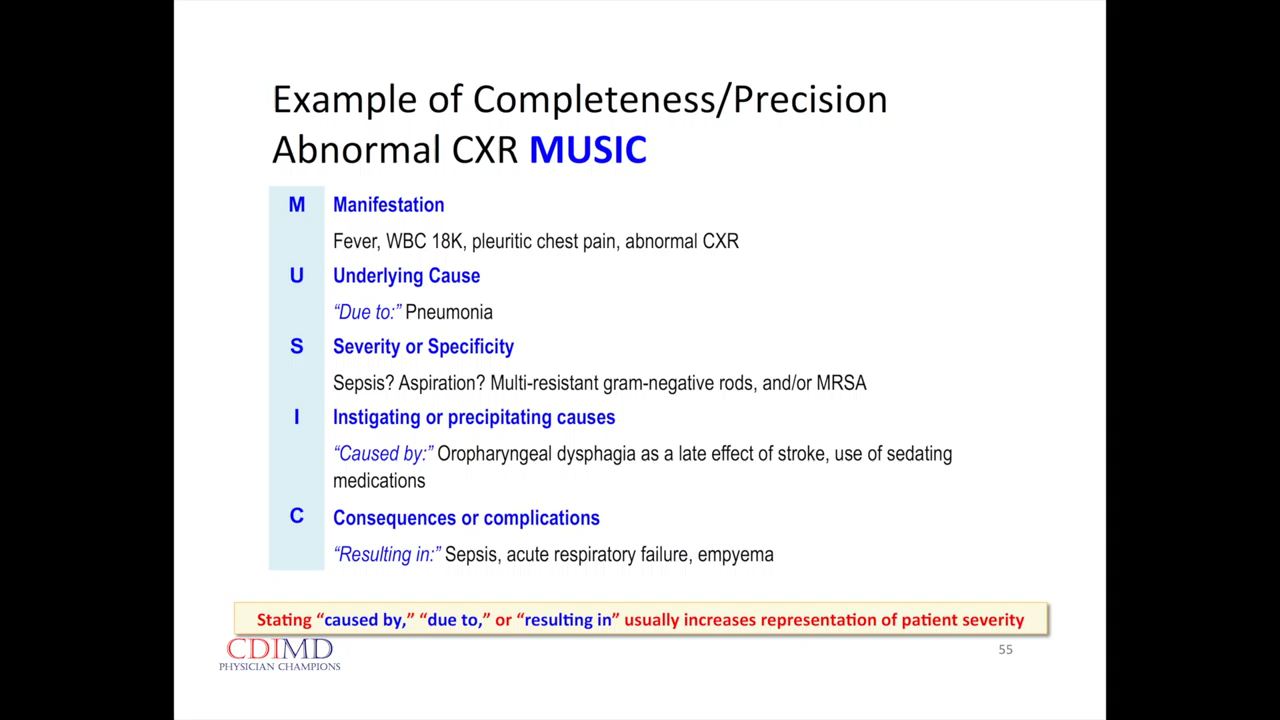 Example of Completeness/Precision
Abnormal CXR MUSIC
M Manifestation
Fever, WBC 18K, pleuritic chest pain, abnormal CXR
U Underlying Cause
“Due to:” Pneumonia
S Severity or Specificity
Sepsis? Aspiration? Multi-resistant gram-negative rods, and/or MRSA
I Instigating or precipitating causes
“Caused by:” Oropharyngeal dysphagia as a late effect of stroke, use of sedating
medications
C Consequences or complications
“Resulting in:” Sepsis, acute respiratory failure, empyema
Stating “caused by,” “due to,” or “resulting in” usually increases representation of patient severity
CDIMD
PHYSICIAN CHAMPIONS
55